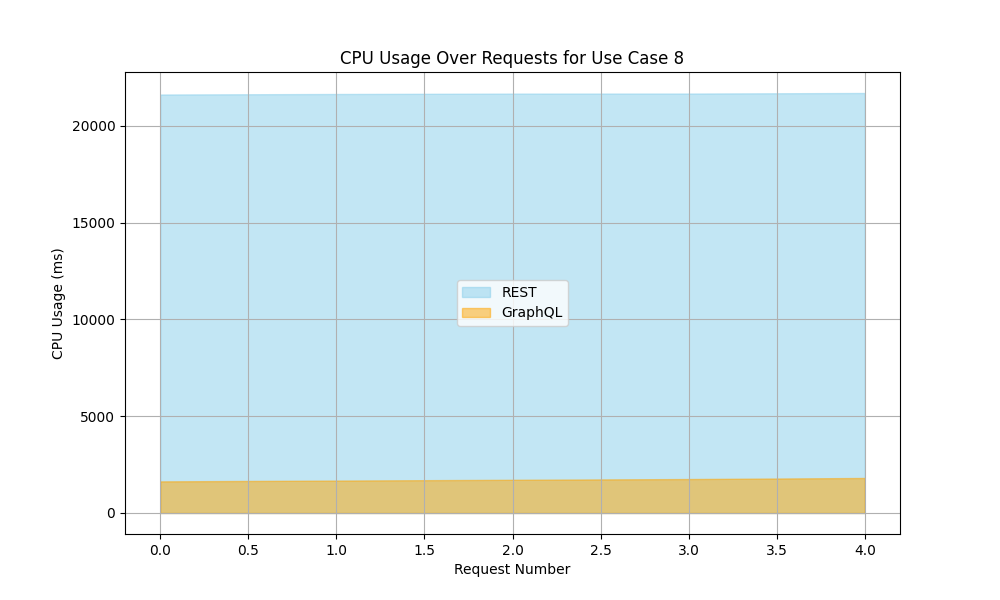 CPU Usage Over Requests for Use Case 8
CPU Usage (ms)
20000
15000
10000
5000
0
REST
GraphQL
0.0 0.5 1.0 1.5 2.0 2.5 3.0 3.5 4.0
Request Number